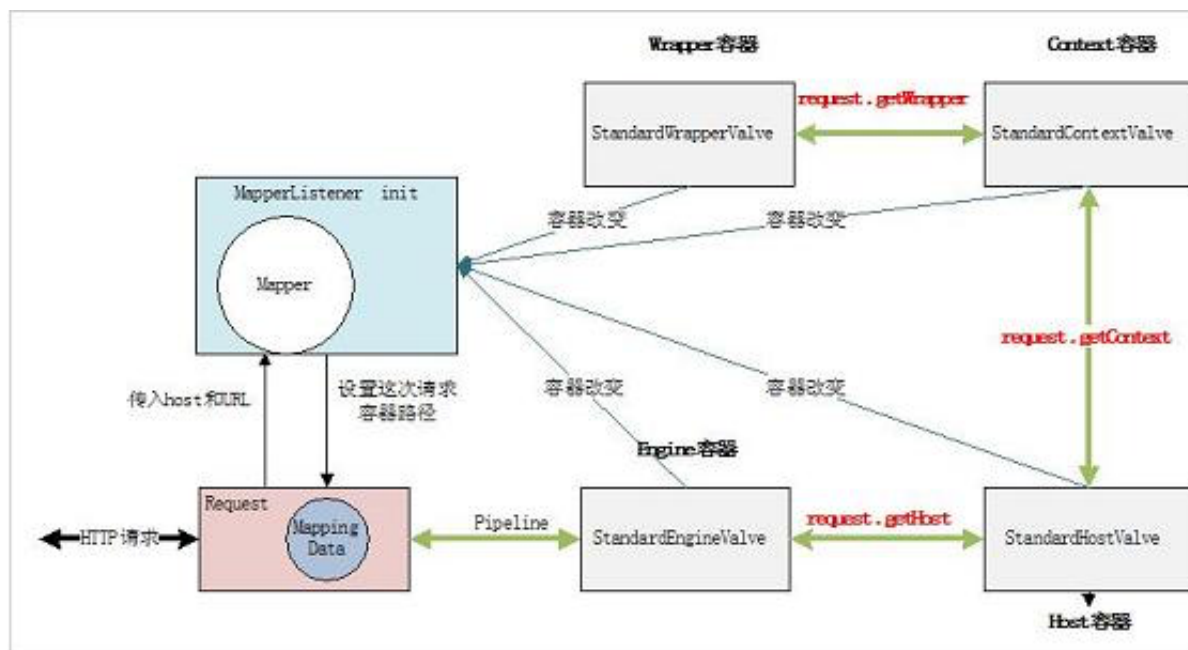 Wrapper容器
Context容器
request.getWrapper
StandardWrapperValve
StandardContextValve
MapperListener init
容器改变
容器改变
Mapper
request.getContext
传入host和URL
设置这次请求
容器路径
容器改变
容器改变
Engine容器
Request
Mapping
Data
HTTP请求
Pipeline
StandardEngineValve
request.getHost
StandardHostValve
Host容器